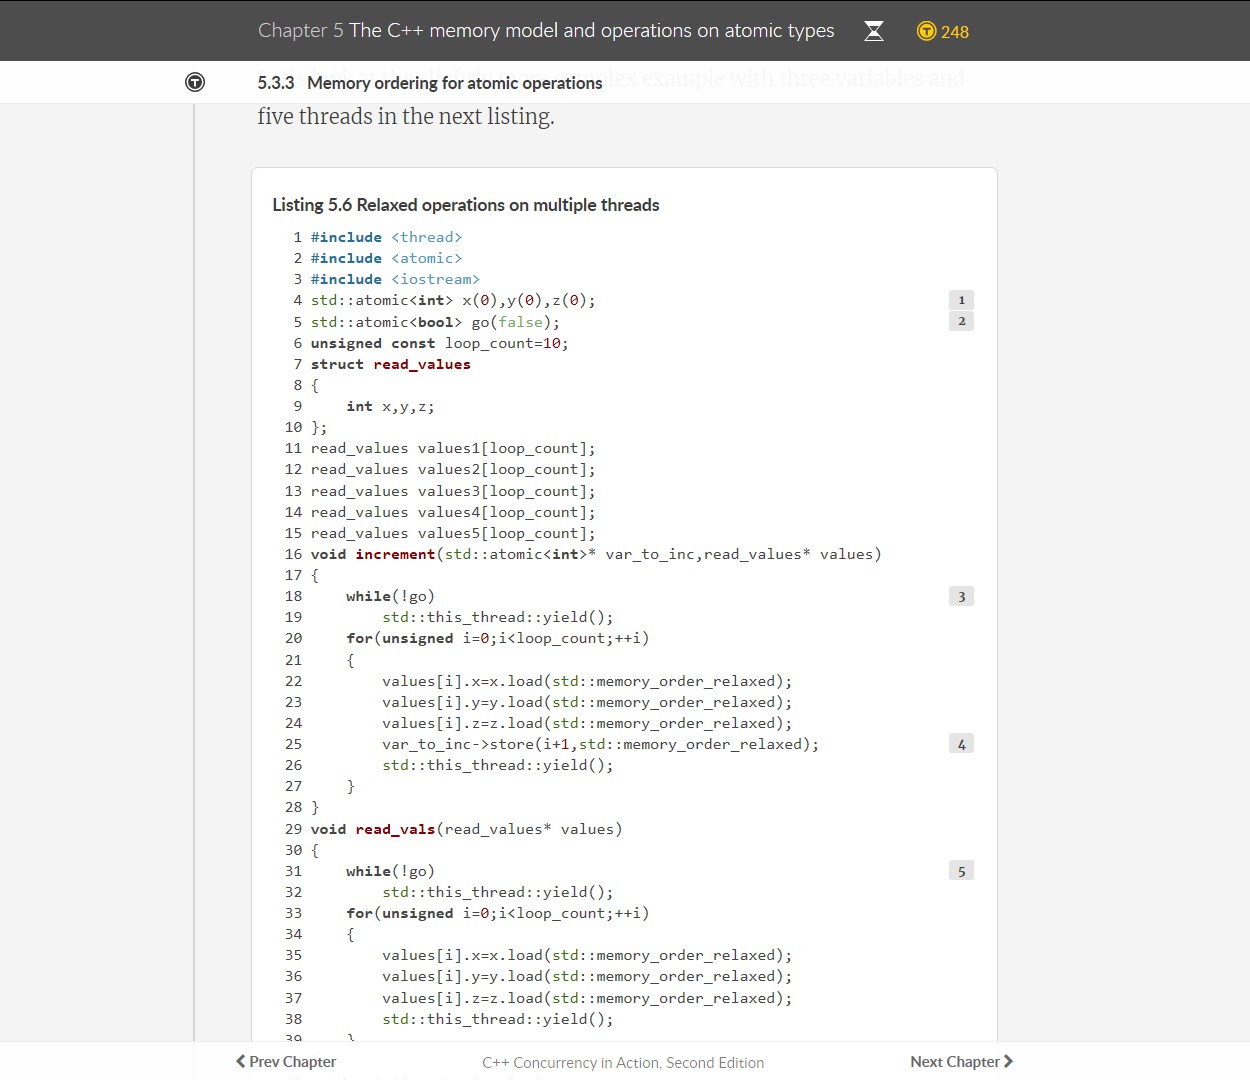 Chapter 5 The C++ memory model and operations on atomic types 248
5.3.3 Memory ordering for atomic operations
five threads in the next listing.
Listing 5.6 Relaxed operations on multiple threads
1 #include <thread>
2 #include <atomic>
3 #include <iostream>
4 std::atomic<int> x(0),y(0),z(0); 1
5 std::atomic<bool> go(false); 2
6 unsigned const loop_count=10;
7 struct read_values
8 {
9 int x,y,z;
10 };
11 read_values values1[loop_count];
12 read_values values2[loop_count];
13 read_values values3[loop_count];
14 read_values values4[loop_count];
15 read_values values5[loop_count];
16 void increment(std::atomic<int>* var_to_inc,read_values* values)
17 {
18 while(!go) 3
19 std::this_thread::yield();
20 for(unsigned i=0;i<loop_count;++i)
21 {
22 values[i].x=x.load(std::memory_order_relaxed);
23 values[i].y=y.load(std::memory_order_relaxed);
24 values[i].z=z.load(std::memory_order_relaxed);
25 var_to_inc->store(i+1,std::memory_order_relaxed); 4
26 std::this_thread::yield();
27 }
28 }
29 void read_vals(read_values* values)
30 {
31 while(!go) 5
32 std::this_thread::yield();
33 for(unsigned i=0;i<loop_count;++i)
34 {
35 values[i].x=x.load(std::memory_order_relaxed);
36 values[i].y=y.load(std::memory_order_relaxed);
37 values[i].z=z.load(std::memory_order_relaxed);
38 std::this_thread::yield();
39 }
Prev Chapter C++ Concurrency in Action, Second Edition Next Chapter